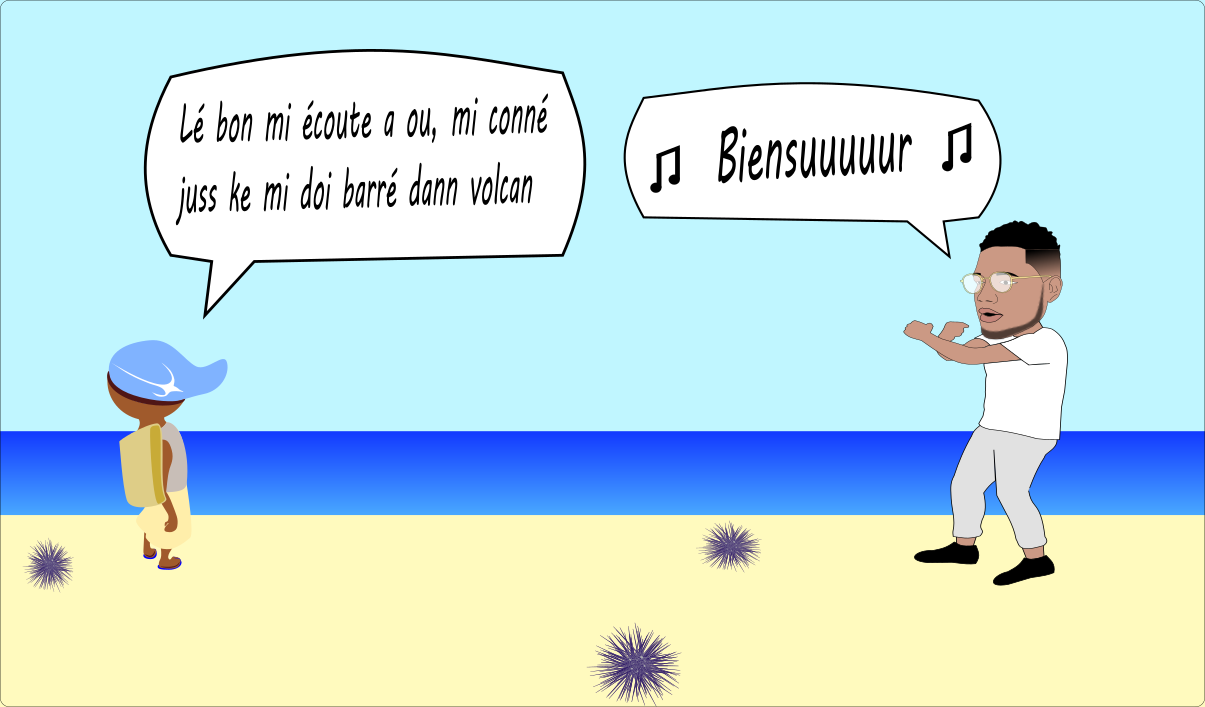 Lé bon mi écoute a ou, mi conné
juss ke mi doi barré dann volcan
♫ Biensuuuuur ♫